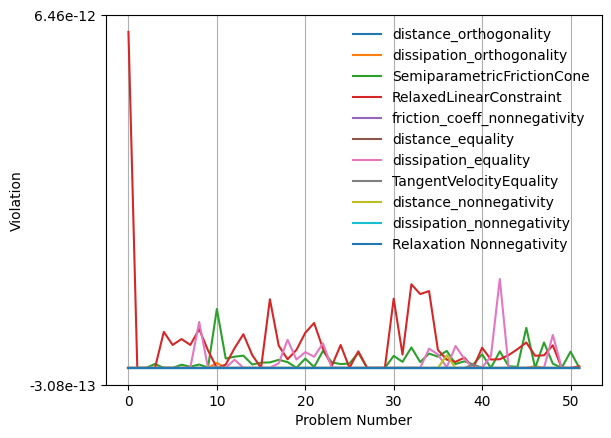 6.46e-12
distance_orthogonality
dissipation_orthogonality
SemiparametricFrictionCone
RelaxedLinearConstraint
friction_coeff_nonnegativity
distance_equality
dissipation_equality
TangentVelocityEquality
distance_nonnegativity
dissipation_nonnegativity
Relaxation Nonnegativity
Violation
-3.08e-13
0 10 20 30 40 50
Problem Number